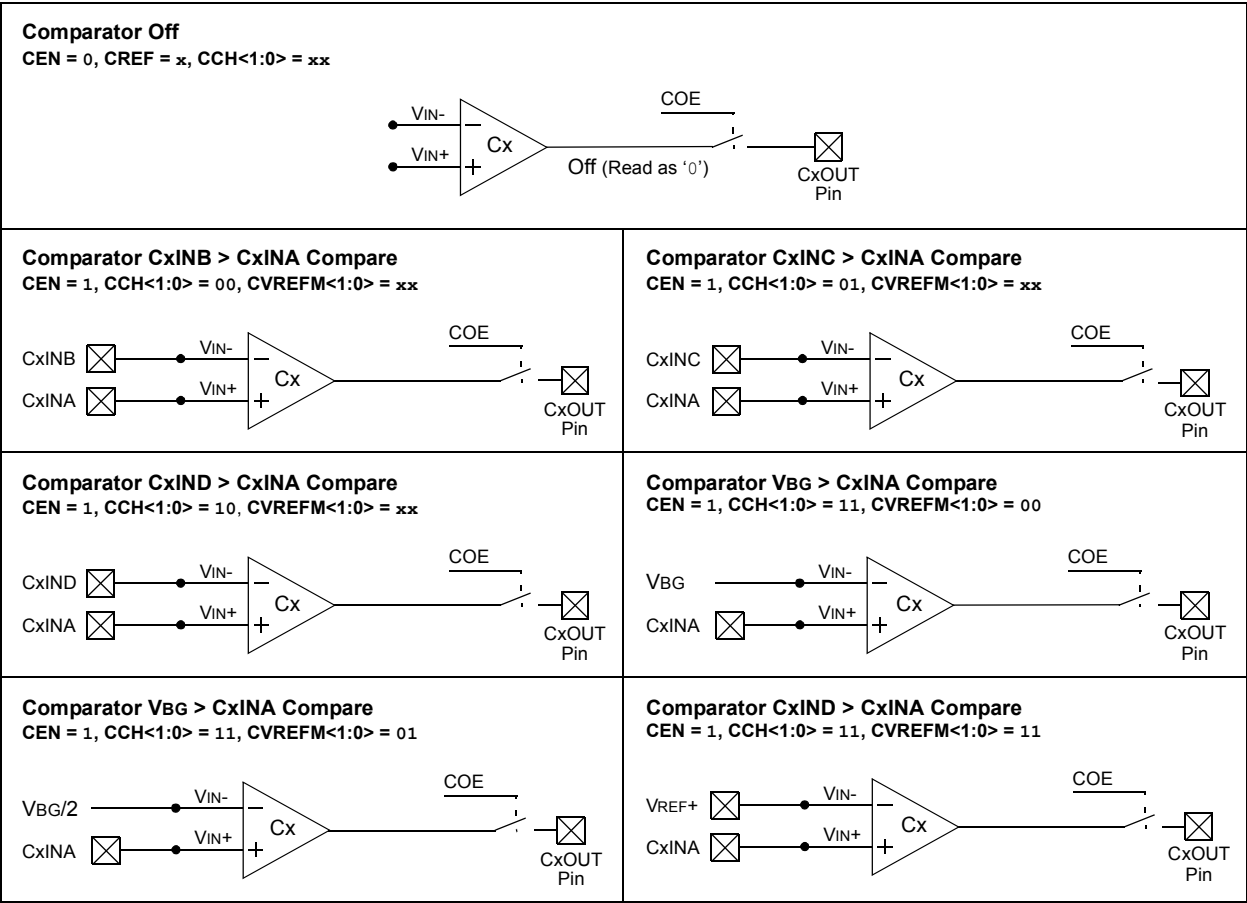 Comparator Off
CEN = 0, CREF = x, CCH<1:0> = xx
COE
VIN-
Cx
VIN+
Off (Read as ‘0’)
CxOUT
Pin
Comparator CxINB > CxINA Compare
CEN = 1, CCH<1:0> = 00, CVREFM<1:0> = xx
COE
CxINB
VIN-
Cx
CxINA
VIN+
CxOUT
Pin
Comparator CxINC > CxINA Compare
CEN = 1, CCH<1:0> = 01, CVREFM<1:0> = xx
COE
CxINC
VIN-
Cx
CxINA
VIN+
CxOUT
Pin
Comparator CxIND > CxINA Compare
CEN = 1, CCH<1:0> = 10, CVREFM<1:0> = xx
COE
CxIND
VIN-
Cx
CxINA
VIN+
CxOUT
Pin
Comparator VBG > CxINA Compare
CEN = 1, CCH<1:0> = 11, CVREFM<1:0> = 00
COE
VBG
VIN-
Cx
CxINA
VIN+
CxOUT
Pin
Comparator VBG > CxINA Compare
CEN = 1, CCH<1:0> = 11, CVREFM<1:0> = 01
COE
VBG/2
VIN-
Cx
CxINA
VIN+
CxOUT
Pin
Comparator CxIND > CxINA Compare
CEN = 1, CCH<1:0> = 11, CVREFM<1:0> = 11
COE
VREF+
VIN-
Cx
CxINA
VIN+
CxOUT
Pin